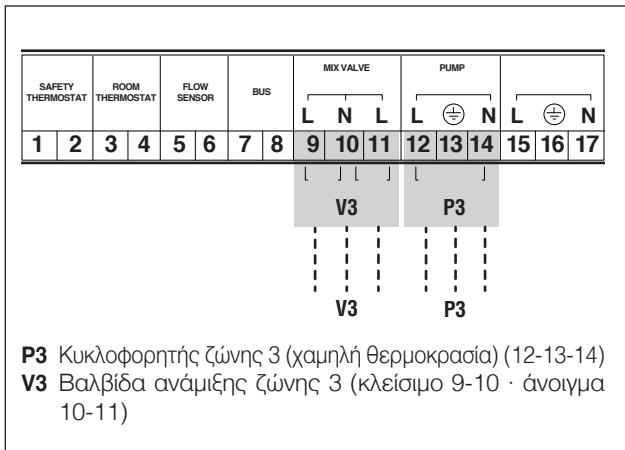 MIX VALVE PUMP
SAFETY THERMOSTAT ROOM THERMOSTAT FLOW SENSOR BUS
L N L L N L N
1 2 3 4 5 6 7 8 9 10 11 12 13 14 15 16 17
V3 P3
V3 P3
P3 Κυκλοφορητής ζώνης 3 (χαμηλή θερμοκρασία) (12-13-14)
V3 Βαλβίδα ανάμιξης ζώνης 3 (κλείσιμο 9-10 · άνοιγμα
10-11)